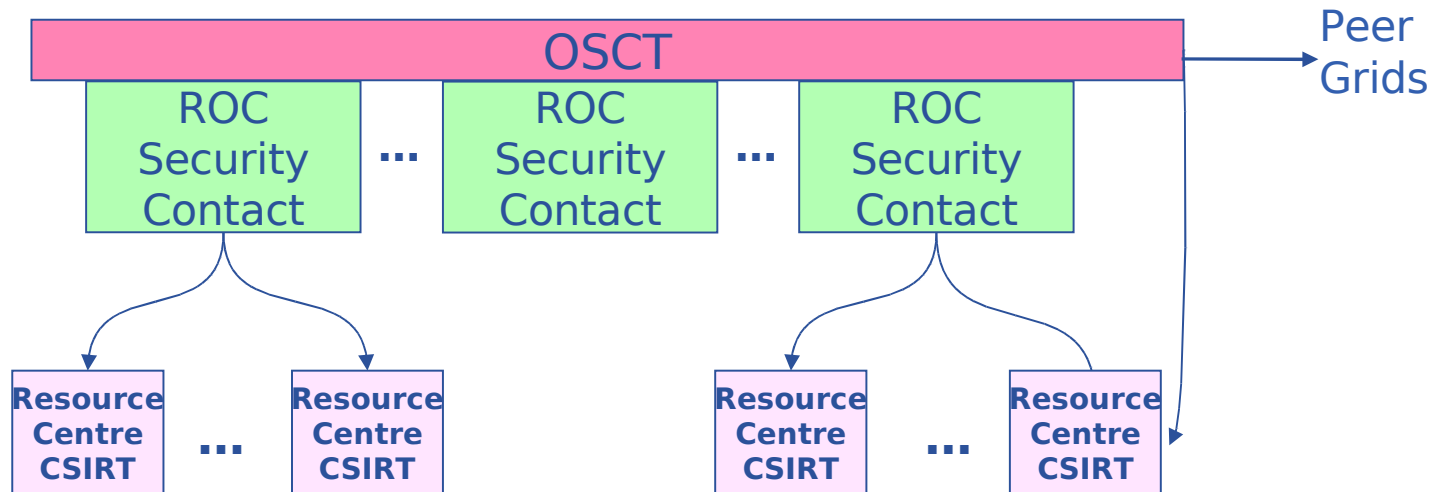 OSCT
Peer
Grids
ROC
Security
Contact
...
ROC
Security
Contact
...
ROC
Security
Contact
Resource
Centre
CSIRT
...
Resource
Centre
CSIRT
Resource
Centre
CSIRT
...
Resource
Centre
CSIRT